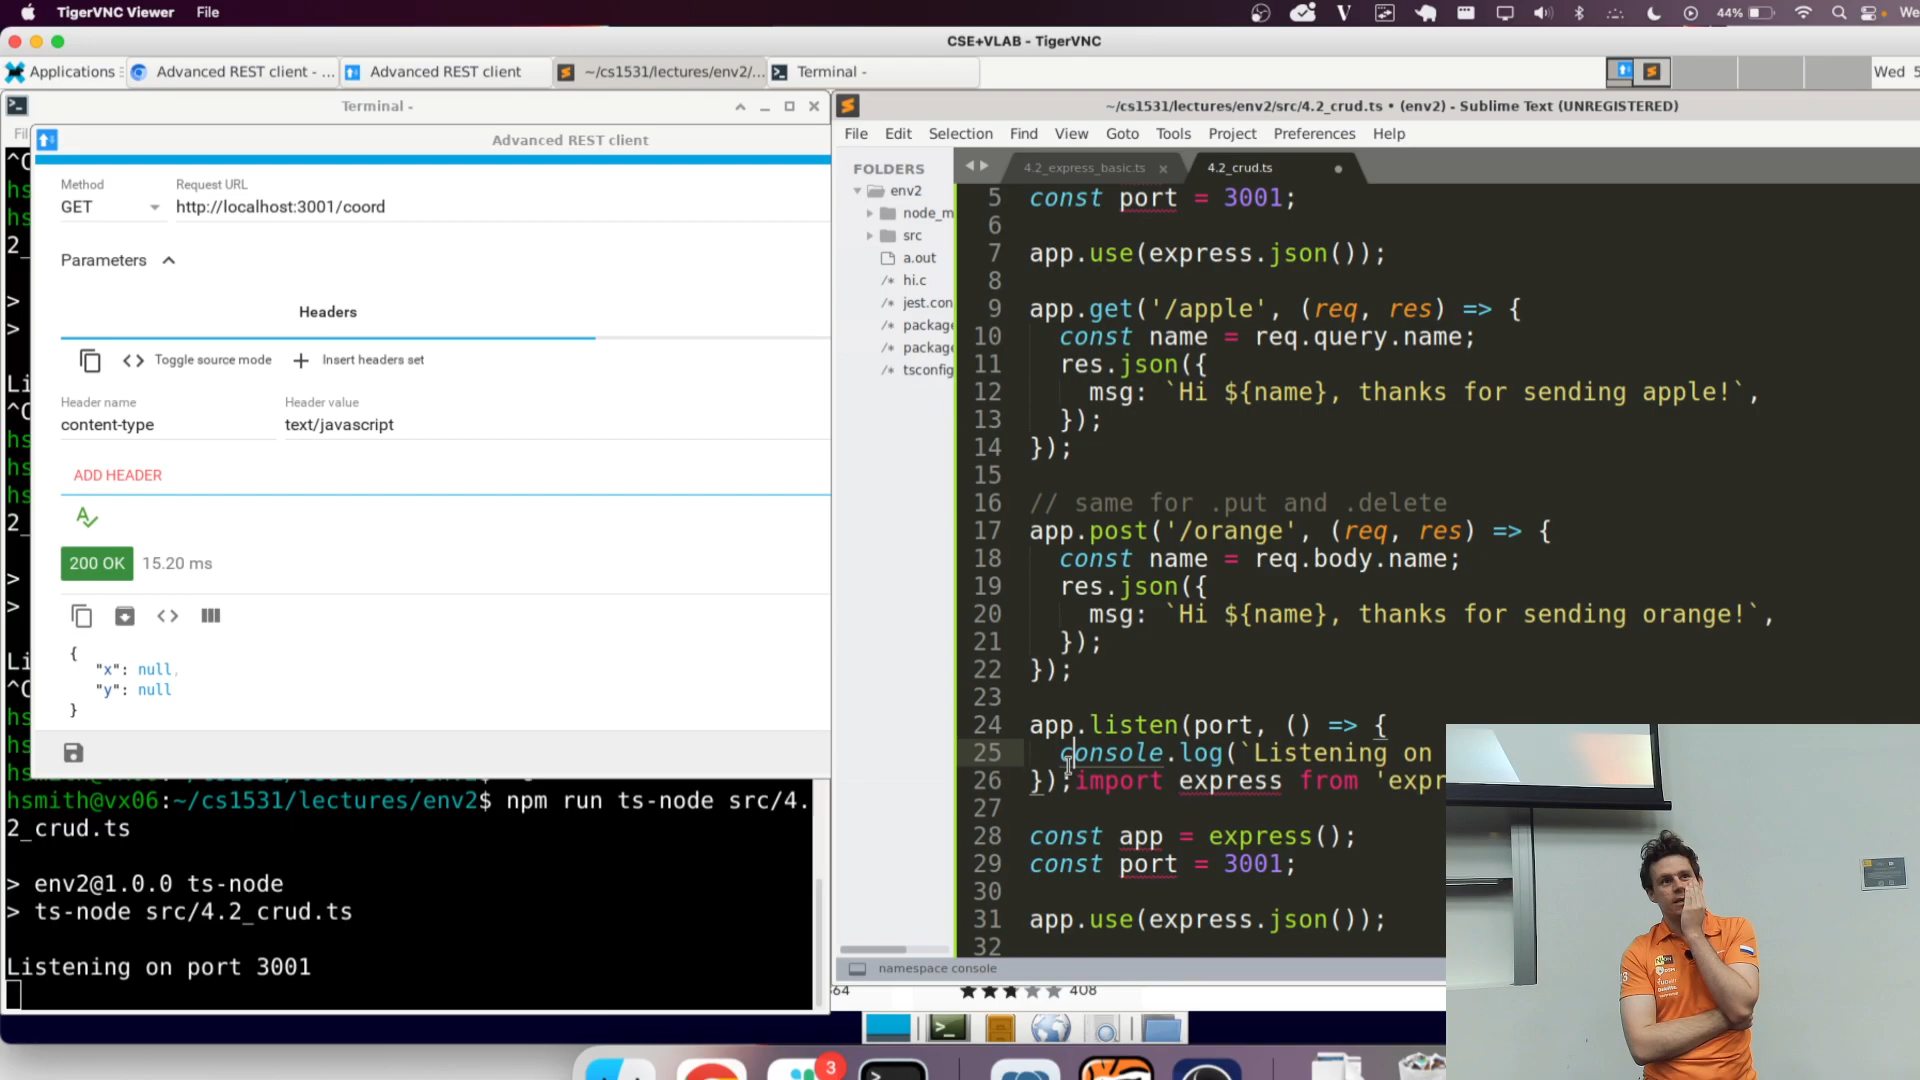 TigerVNC Viewer File
44%
CSE+VLAB - TigerVNC
Applications Advanced REST client - ... Advanced REST client ~/cs1531/lectures/env2/... Terminal - Wed 5
Terminal -
Advanced REST client
Method
GET
Request URL
http://localhost:3001/coord
Parameters
Headers
Toggle source mode
Insert headers set
Header name
content-type
Header value
text/javascript
ADD HEADER
200 OK 15.20 ms
{
"x": null,
"y": null
}
hsmith@vx06:~/cs1531/lectures/env2$ npm run ts-node src/4.
2_crud.ts
> env2@1.0.0 ts-node
> ts-node src/4.2_crud.ts
Listening on port 3001
~/cs1531/lectures/env2/src/4.2_crud.ts • (env2) - Sublime Text (UNREGISTERED)
File Edit Selection Find View Goto Tools Project Preferences Help
FOLDERS
env2
node_m
src
a.out
/* hi.c
/* jest.con
/* package
/* package
/* tsconfig
4.2_express_basic.ts
4.2_crud.ts
5 const port = 3001;
6
7 app.use(express.json());
8
9 app.get('/apple', (req, res) => {
10 const name = req.query.name;
11 res.json({
12 msg: `Hi ${name}, thanks for sending apple!`,
13 });
14 });
15
16 // same for .put and .delete
17 app.post('/orange', (req, res) => {
18 const name = req.body.name;
19 res.json({
20 msg: `Hi ${name}, thanks for sending orange!`,
21 });
22 });
23
24 app.listen(port, () => {
25 console.log(`Listening on
26 });import express from 'expr
27
28 const app = express();
29 const port = 3001;
30
31 app.use(express.json());
32
namespace console
408
3